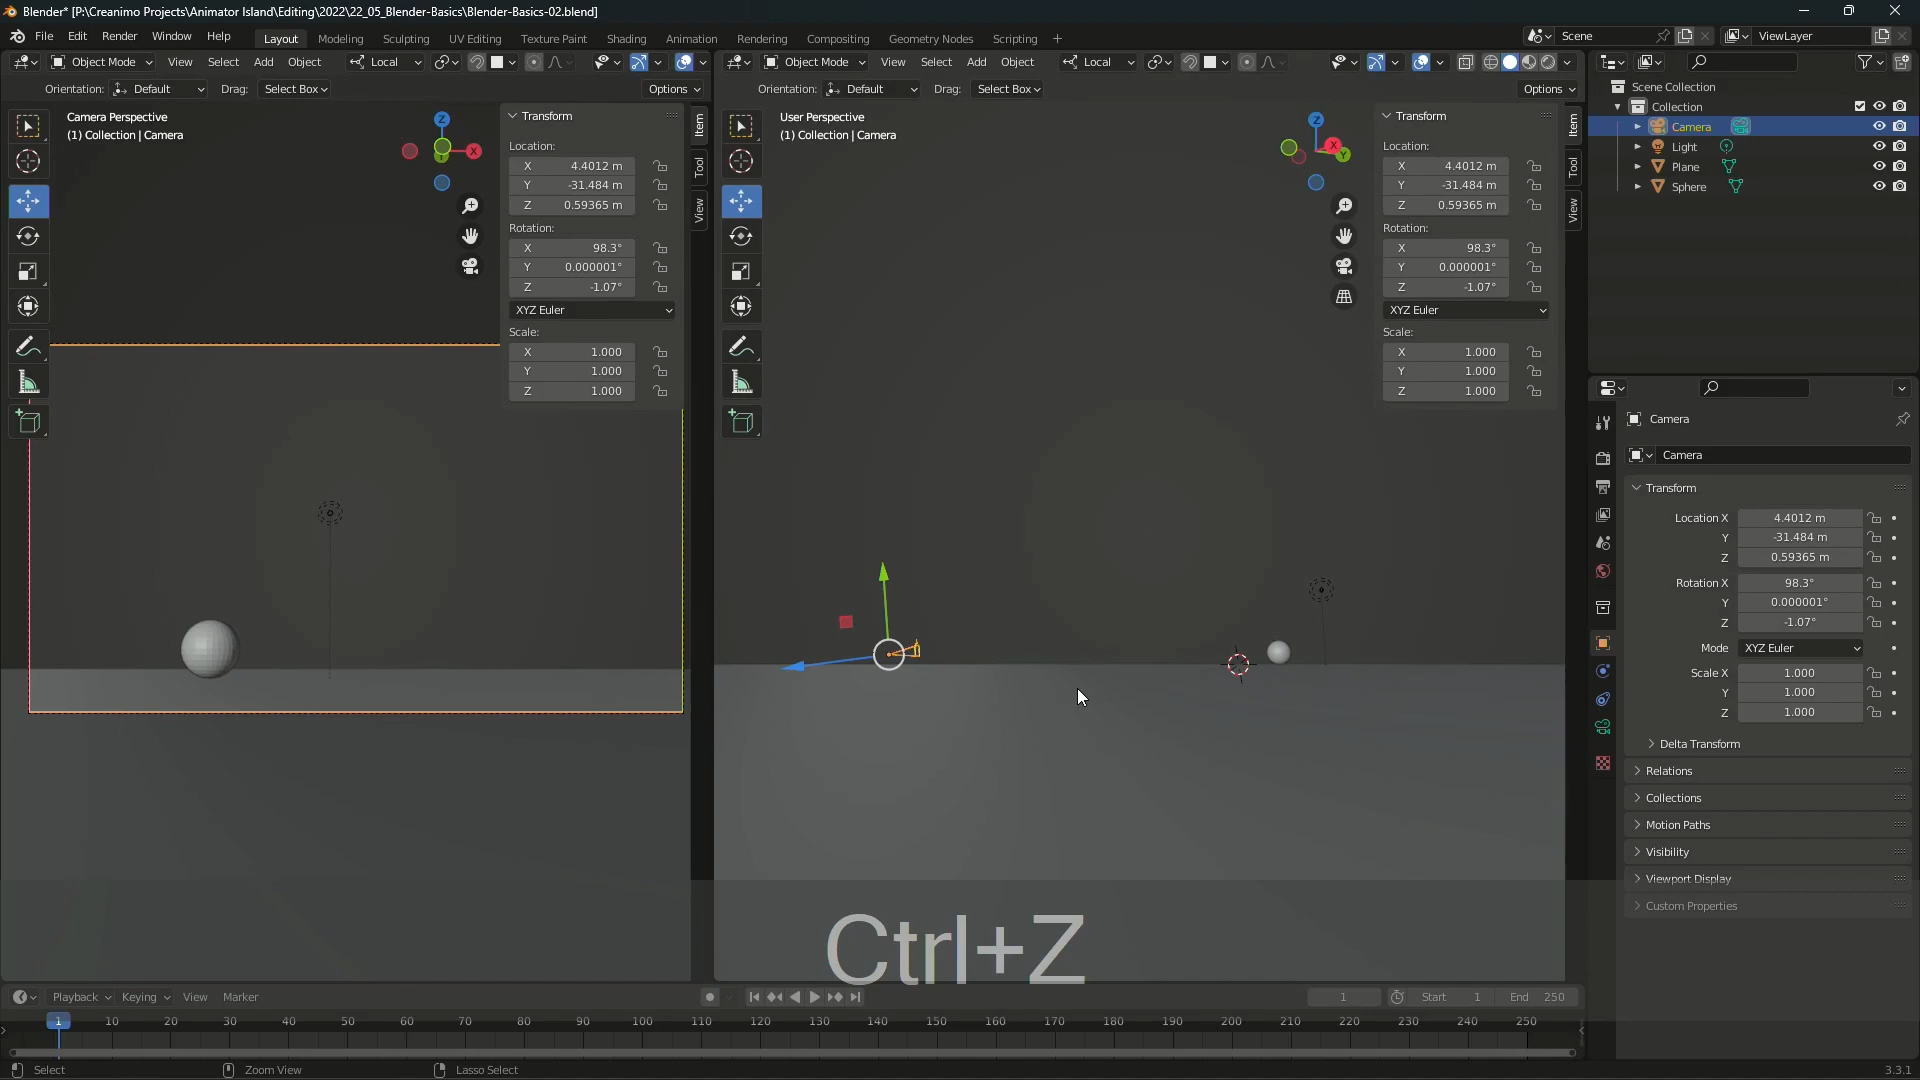 Blender* [P:\Creanimo Projects\Animator Island\Editing\2022\22_05_Blender-Basics\Blender-Basics-02.blend]
File Edit Render Window Help Layout Modeling Sculpting UV Editing Texture Paint Shading Animation Rendering Compositing Geometry Nodes Scripting + Scene ViewLayer
Object Mode View Select Add Object Local Object Mode View Select Add Object Local
Orientation: Default Drag: Select Box Options Orientation: Default Drag: Select Box Options
Scene Collection
Collection
Camera
Light
Plane
Sphere
Camera Perspective
(1) Collection | Camera
Z
X
Y
Transform
Location:
X 4.4012 m
Y -31.484 m
Z 0.59365 m
Rotation:
X 98.3°
Y 0.000001°
Z -1.07°
XYZ Euler
Scale:
X 1.000
Y 1.000
Z 1.000
Item
Tool
View
User Perspective
(1) Collection | Camera
Z
X
Y
Transform
Location:
X 4.4012 m
Y -31.484 m
Z 0.59365 m
Rotation:
X 98.3°
Y 0.000001°
Z -1.07°
XYZ Euler
Scale:
X 1.000
Y 1.000
Z 1.000
Item
Tool
View
Camera
Camera
Transform
Location X 4.4012 m
Y -31.484 m
Z 0.59365 m
Rotation X 98.3°
Y 0.000001°
Z -1.07°
Mode XYZ Euler
Scale X 1.000
Y 1.000
Z 1.000
Delta Transform
Relations
Collections
Motion Paths
Visibility
Viewport Display
Custom Properties
Ctrl+Z
Playback Keying View Marker 1 Start 1 End 250
1 10 20 30 40 50 60 70 80 90 100 110 120 130 140 150 160 170 180 190 200 210 220 230 240 250
Select Zoom View Lasso Select 3.3.1